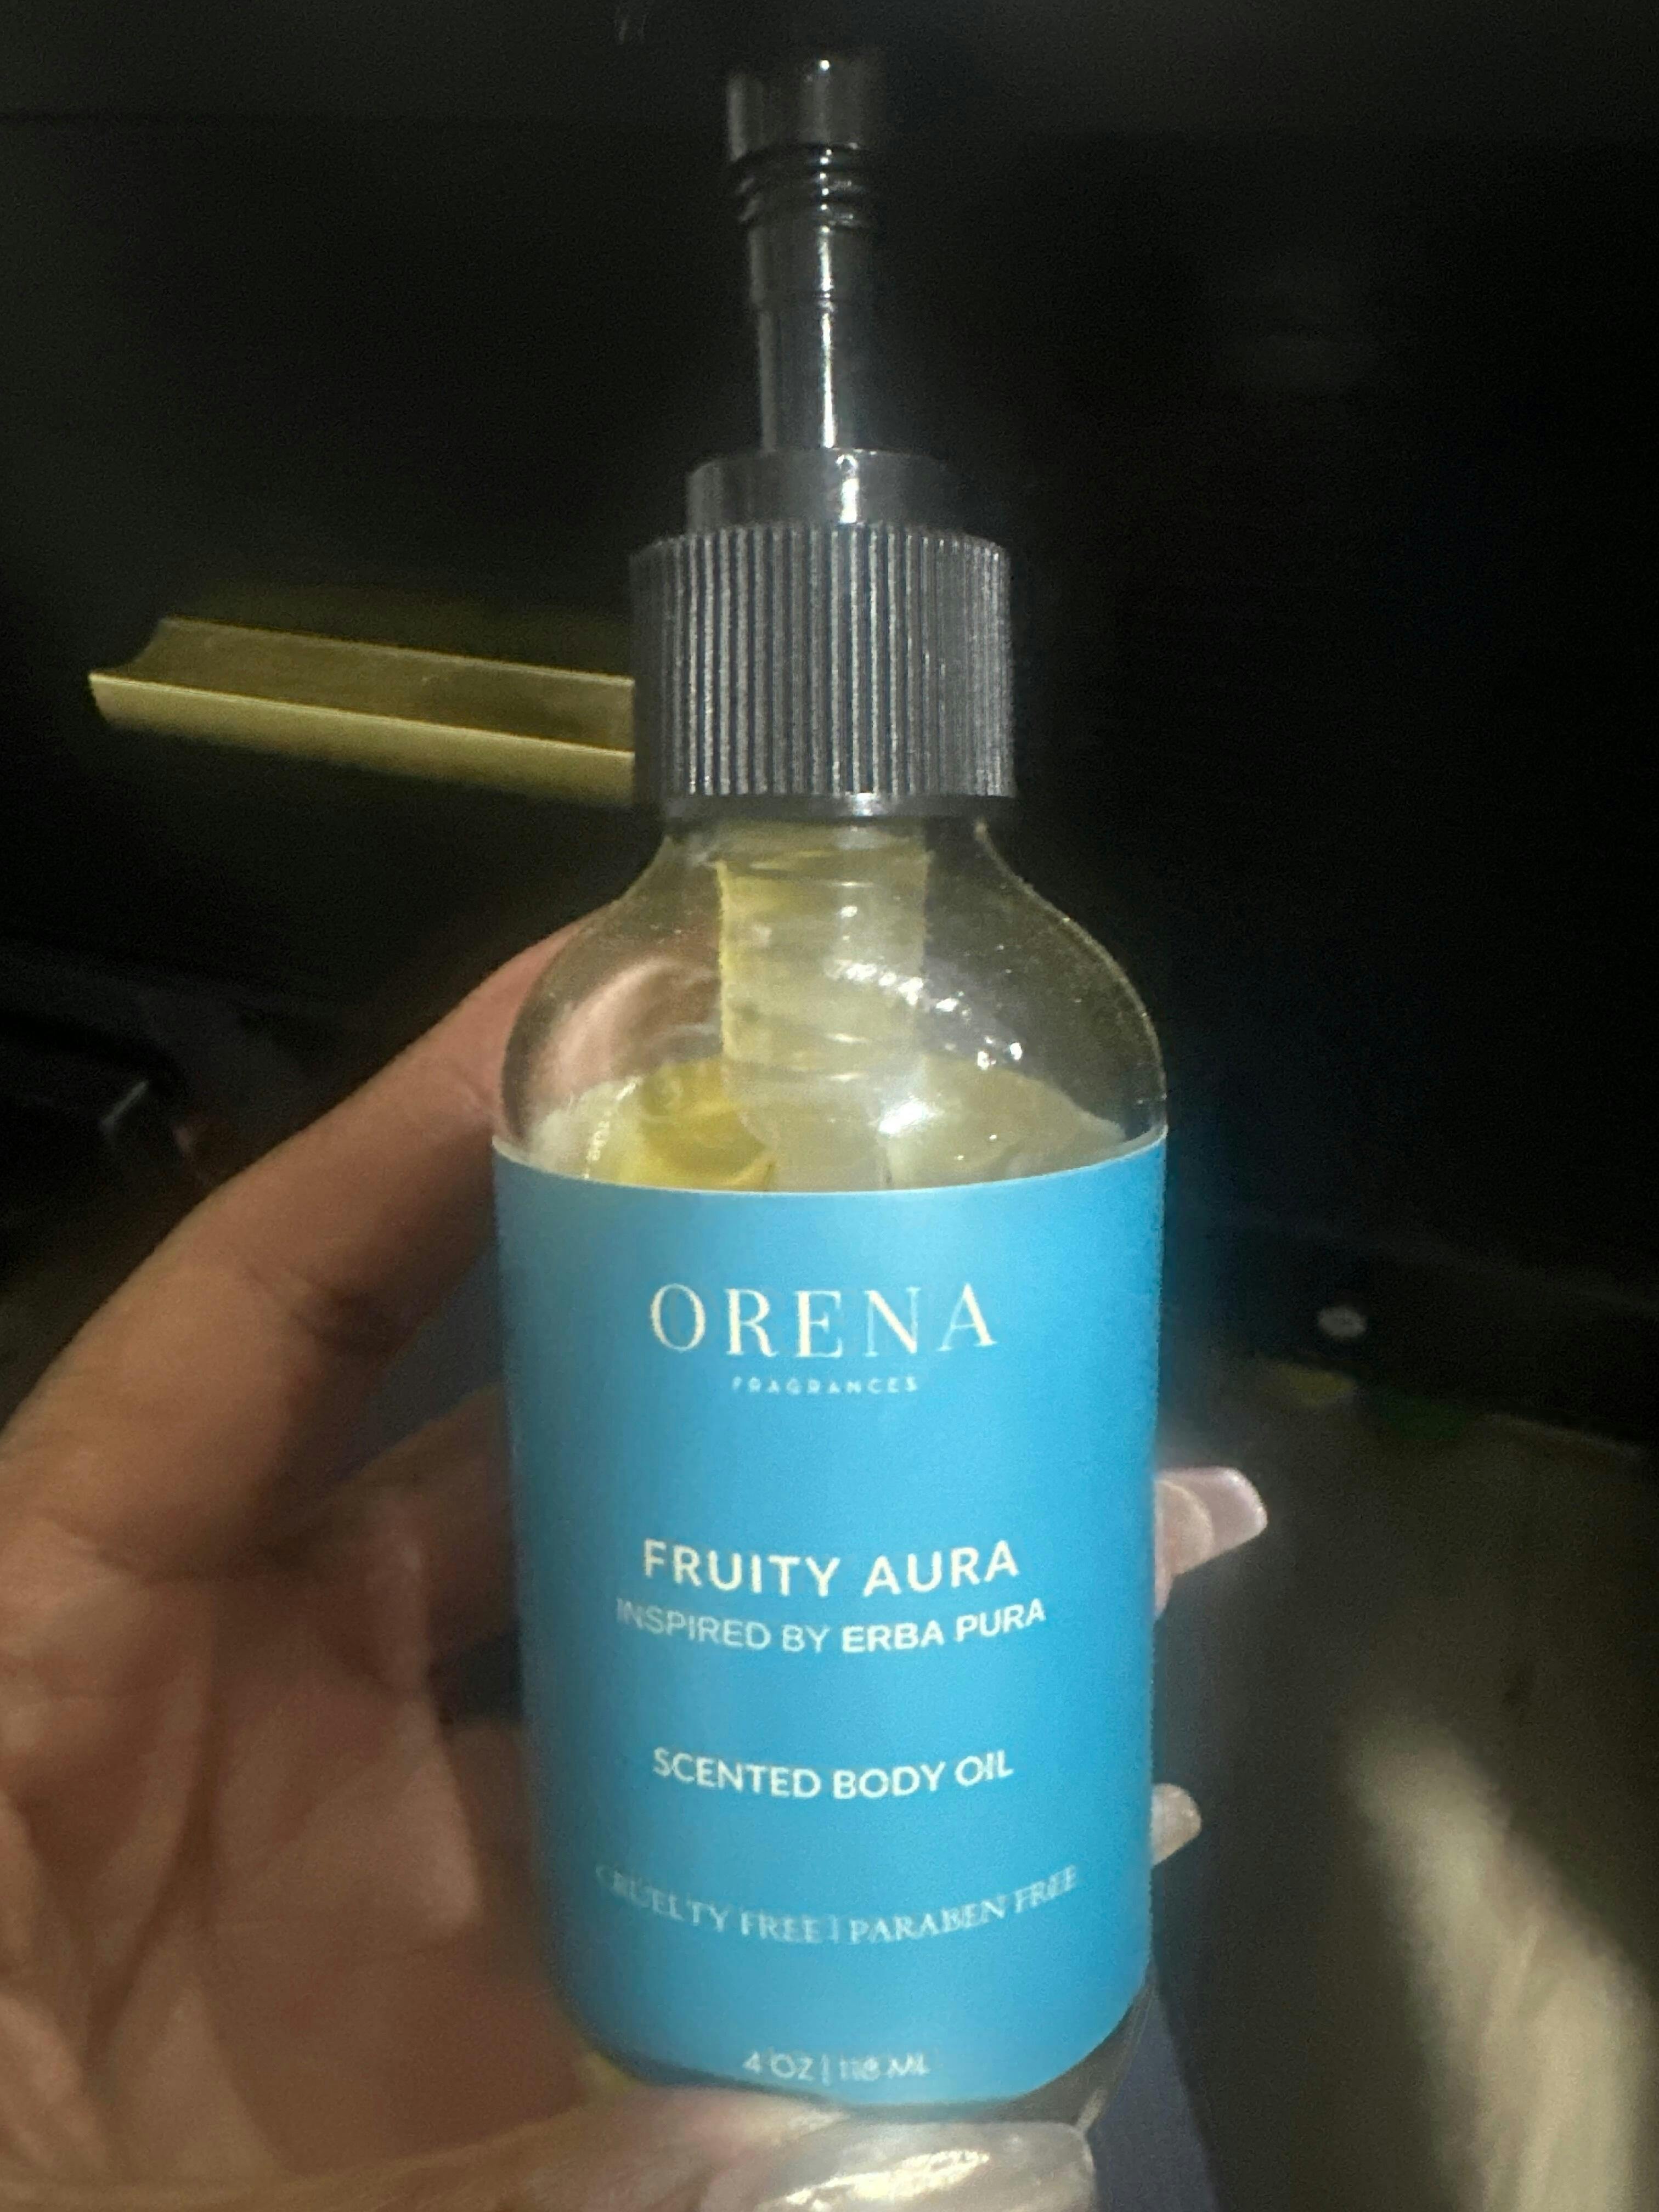 ORENA
FRAGRANCES
FRUITY AURA
INSPIRED BY ERBA PURA
SCENTED BODY OIL
CRUELTY FREE | PARABEN FREE
4 OZ | 118 ML